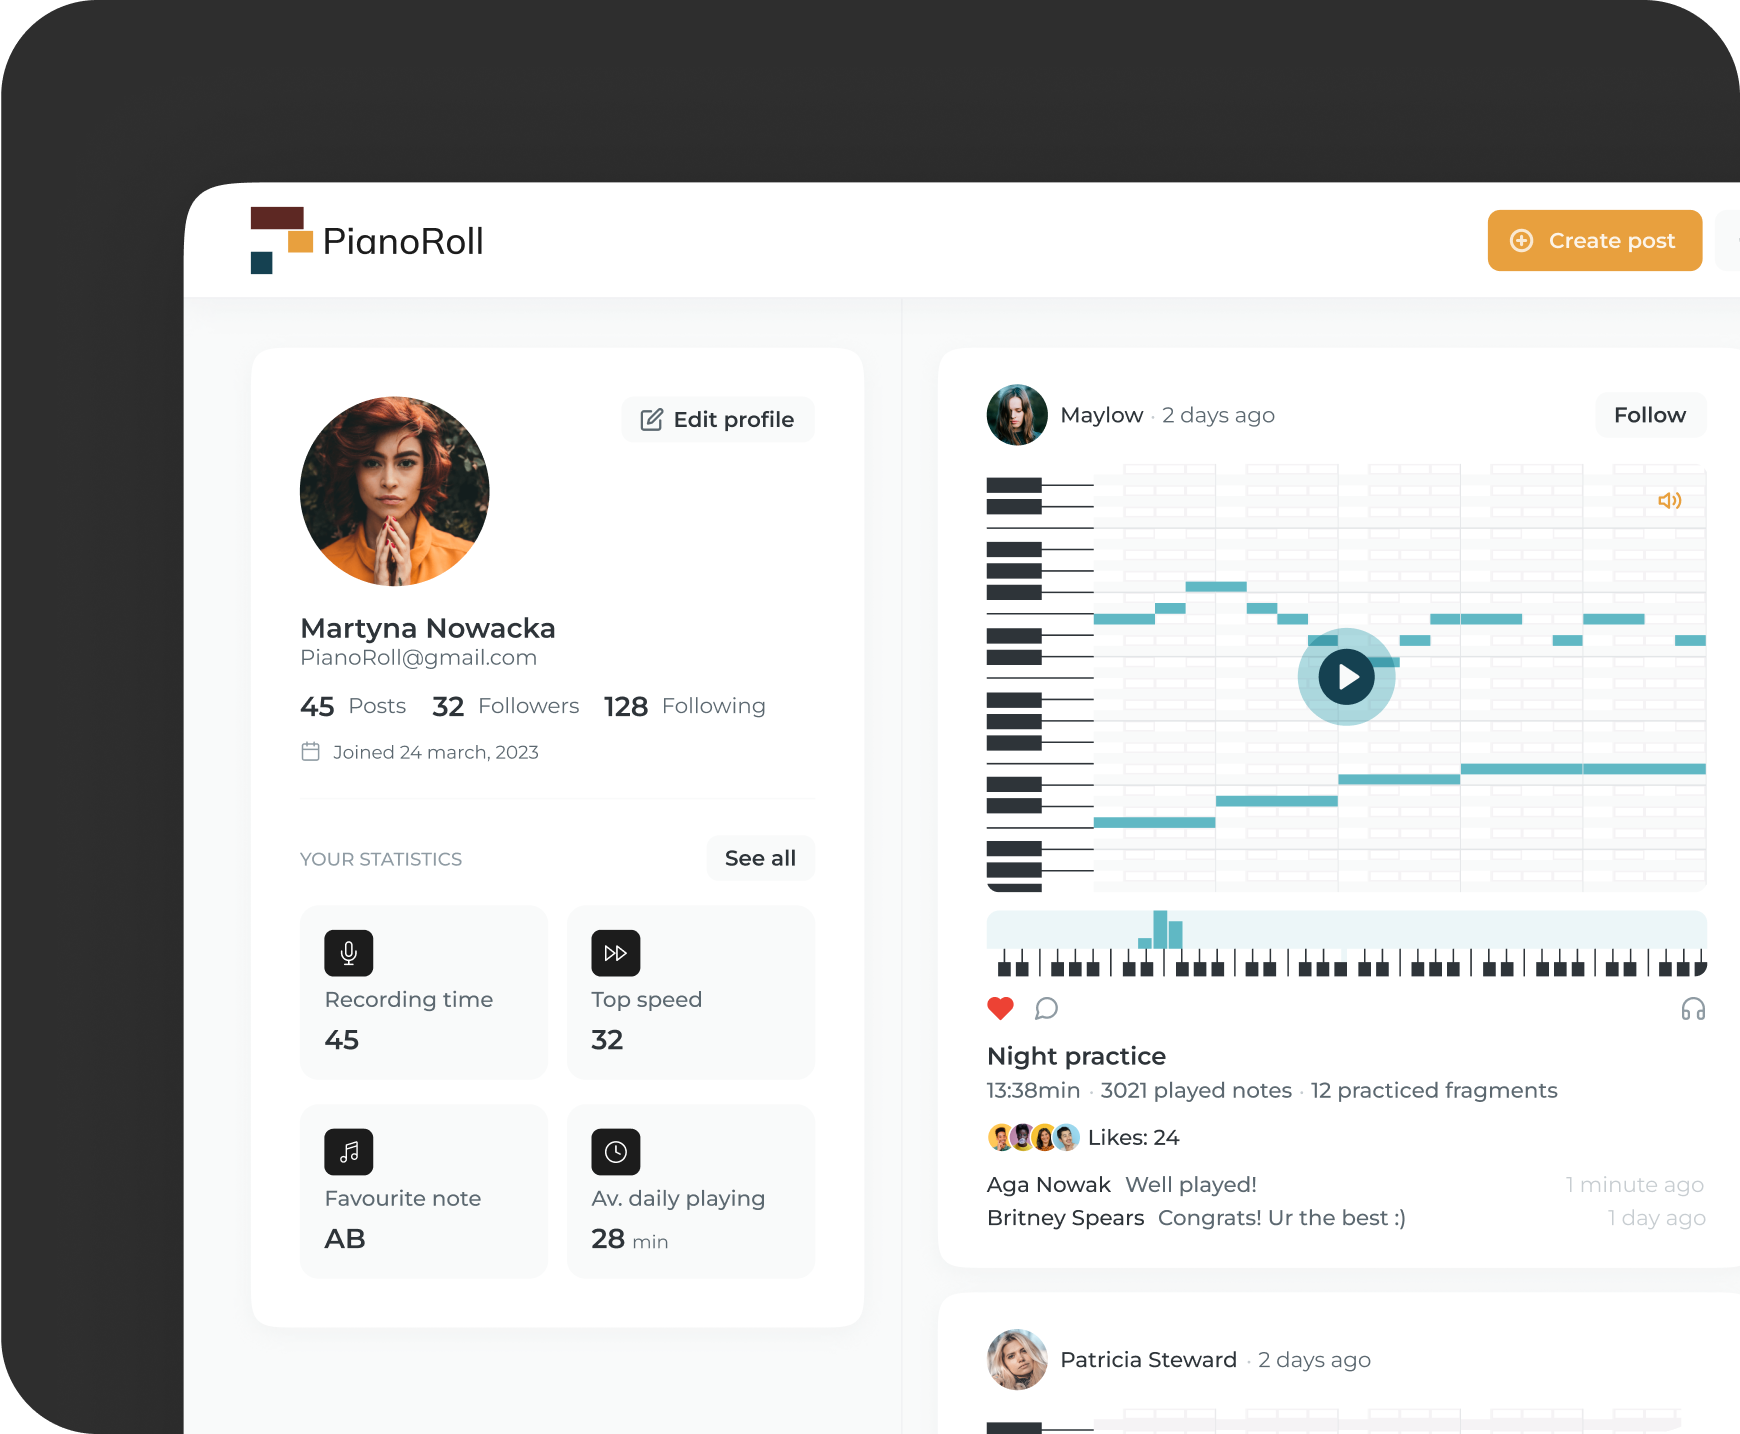 PianoRoll
Create post
Edit profile
Martyna Nowacka
PianoRoll@gmail.com
45 Posts 32 Followers 128 Following
Joined 24 march, 2023
YOUR STATISTICS
See all
Recording time
45
Top speed
32
Favourite note
AB
Av. daily playing
28 min
Maylow · 2 days ago
Follow
Night practice
13:38min · 3021 played notes · 12 practiced fragments
Likes: 24
Aga Nowak Well played! 1 minute ago
Britney Spears Congrats! Ur the best :) 1 day ago
Patricia Steward · 2 days ago